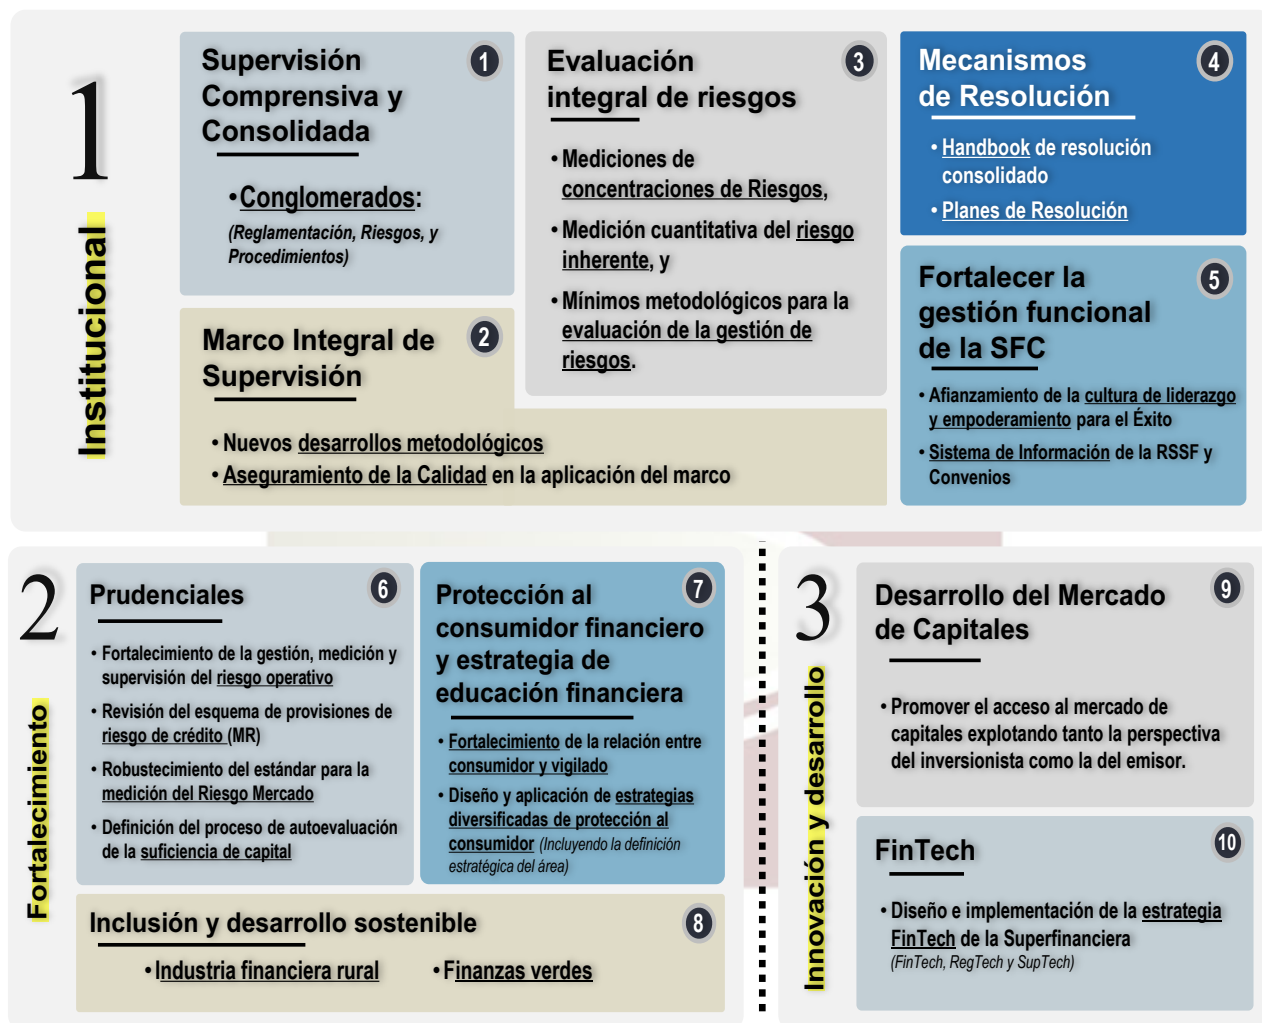 1
Institucional
Supervisión
Comprensiva y
Consolidada
1
•Conglomerados:
(Reglamentación, Riesgos, y
Procedimientos)
Marco Integral de
Supervisión
2
• Nuevos desarrollos metodológicos
• Aseguramiento de la Calidad en la aplicación del marco
Evaluación
integral de riesgos
3
• Mediciones de
concentraciones de Riesgos,
• Medición cuantitativa del riesgo
inherente, y
• Mínimos metodológicos para la
evaluación de la gestión de
riesgos.
Mecanismos
de Resolución
4
• Handbook de resolución
consolidado
• Planes de Resolución
Fortalecer la
gestión funcional
de la SFC
5
• Afianzamiento de la cultura de liderazgo
y empoderamiento para el Éxito
• Sistema de Información de la RSSF y
Convenios
2
Fortalecimiento
Prudenciales
6
• Fortalecimiento de la gestión, medición y
supervisión del riesgo operativo
• Revisión del esquema de provisiones de
riesgo de crédito (MR)
• Robustecimiento del estándar para la
medición del Riesgo Mercado
• Definición del proceso de autoevaluación
de la suficiencia de capital
Protección al
consumidor financiero
y estrategia de
educación financiera
7
• Fortalecimiento de la relación entre
consumidor y vigilado
• Diseño y aplicación de estrategias
diversificadas de protección al
consumidor (Incluyendo la definición
estratégica del área)
Inclusión y desarrollo sostenible
8
• Industria financiera rural
• Finanzas verdes
3
Innovación y desarrollo
Desarrollo del Mercado
de Capitales
9
• Promover el acceso al mercado de
capitales explotando tanto la perspectiva
del inversionista como la del emisor.
FinTech
10
• Diseño e implementación de la estrategia
FinTech de la Superfinanciera
(FinTech, RegTech y SupTech)